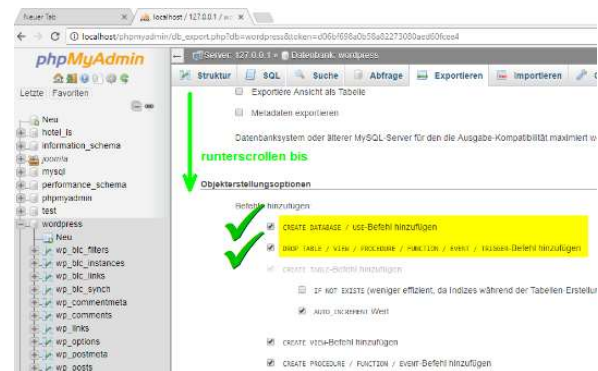 Neuer Tab
localhost / 127.0.0.1 / wo
localhost/phpmyadmin/db_export.php?db=wordpress&token=d06bf698a0b58a82273080aed60fcee4
phpMyAdmin
Letzte Favoriten
Neu
hotel_is
information_schema
joomla
mysql
performance_schema
phpmyadmin
test
wordpress
Neu
wp_blc_filters
wp_blc_instances
wp_blc_links
wp_blc_synch
wp_commentmeta
wp_comments
wp_links
wp_options
wp_postmeta
wp_posts
Server: 127.0.0.1 » Datenbank: wordpress
Struktur SQL Suche Abfrage Exportieren Importieren
Exportiere Ansicht als Tabelle
Metadaten exportieren
Datenbanksystem oder älterer MySQL-Server für den die Ausgabe-Kompatibilität maximiert we
runterscrollen bis
Objekterstellungsoptionen
Befehle hinzufügen
CREATE DATABASE / USE-Befehl hinzufügen
DROP TABLE / VIEW / PROCEDURE / FUNCTION / EVENT / TRIGGER-Befehl hinzufügen
CREATE TABLE-Befehl hinzufügen
IF NOT EXISTS (weniger effizient, da Indizes während der Tabellen-Erstellu
AUTO_INCREMENT Wert
CREATE VIEW-Befehl hinzufügen
CREATE PROCEDURE / FUNCTION / EVENT-Befehl hinzufügen